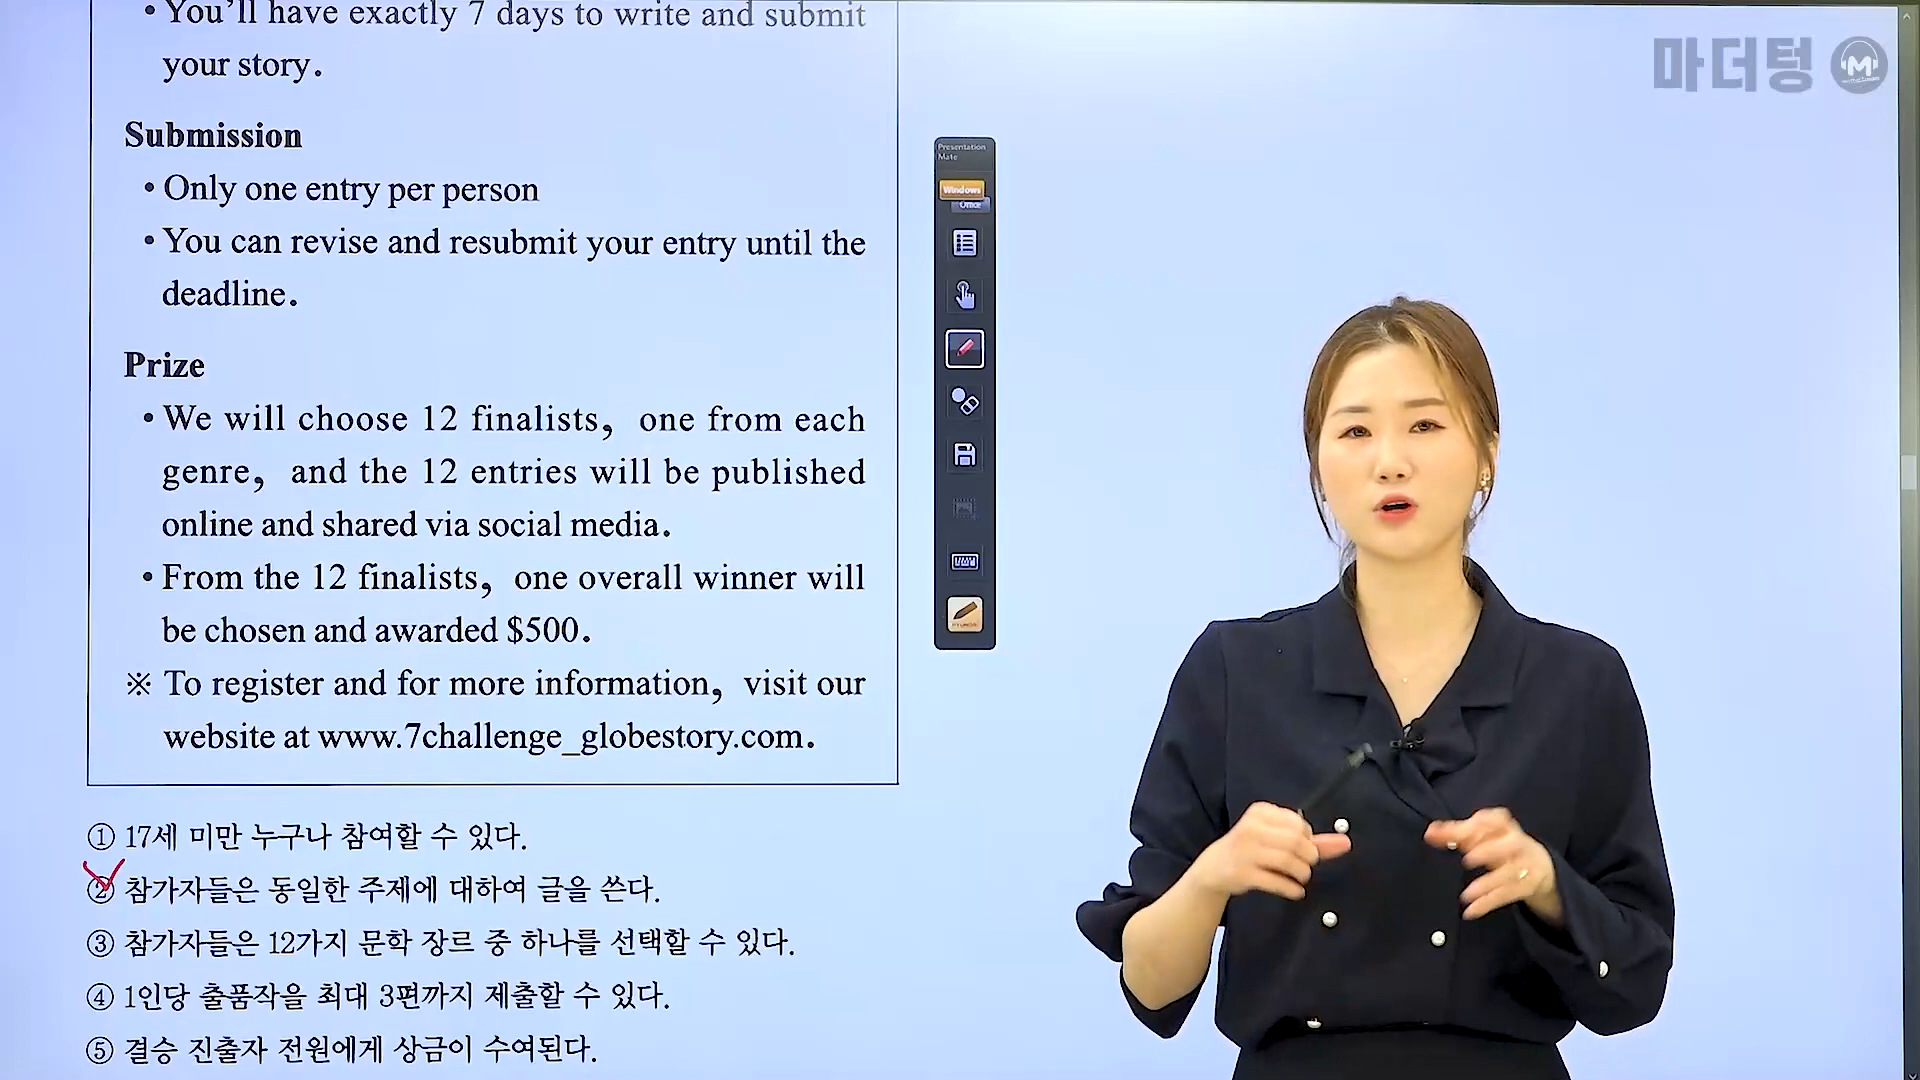 • You'll have exactly 7 days to write and submit
your story.
마더텅 M
Submission
• Only one entry per person
• You can revise and resubmit your entry until the
deadline.
Prize
• We will choose 12 finalists, one from each
genre, and the 12 entries will be published
online and shared via social media.
• From the 12 finalists, one overall winner will
be chosen and awarded $500.
※ To register and for more information, visit our
website at www.7challenge_globestory.com.
Presentation
Mate
Windows
Office
① 17세 미만 누구나 참여할 수 있다.
② 참가자들은 동일한 주제에 대하여 글을 쓴다.
③ 참가자들은 12가지 문학 장르 중 하나를 선택할 수 있다.
④ 1인당 출품작을 최대 3편까지 제출할 수 있다.
⑤ 결승 진출자 전원에게 상금이 수여된다.